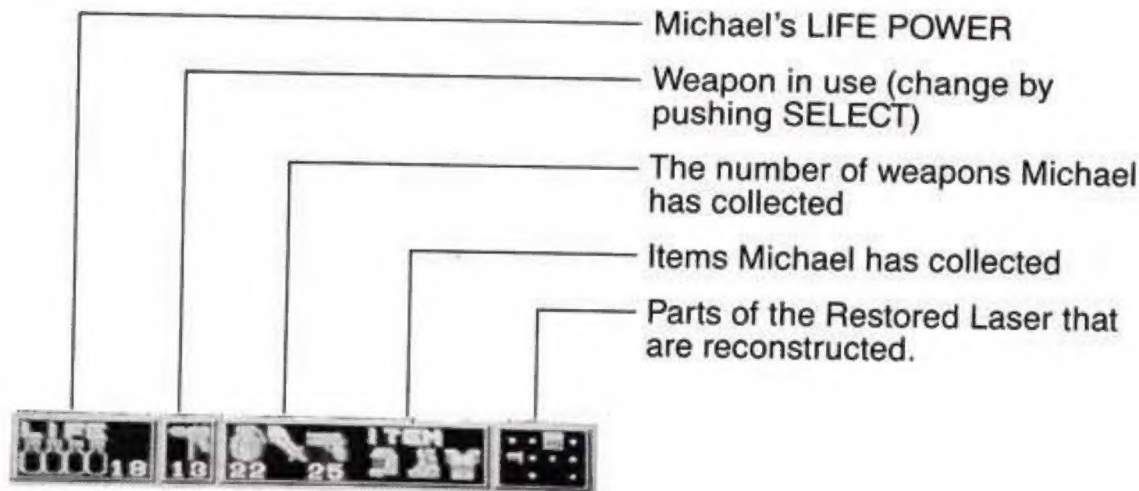 Michael's LIFE POWER
Weapon in use (change by
pushing SELECT)
The number of weapons Michael
has collected
Items Michael has collected
Parts of the Restored Laser that
are reconstructed.
LIFE
ITEM
18
13
22
25